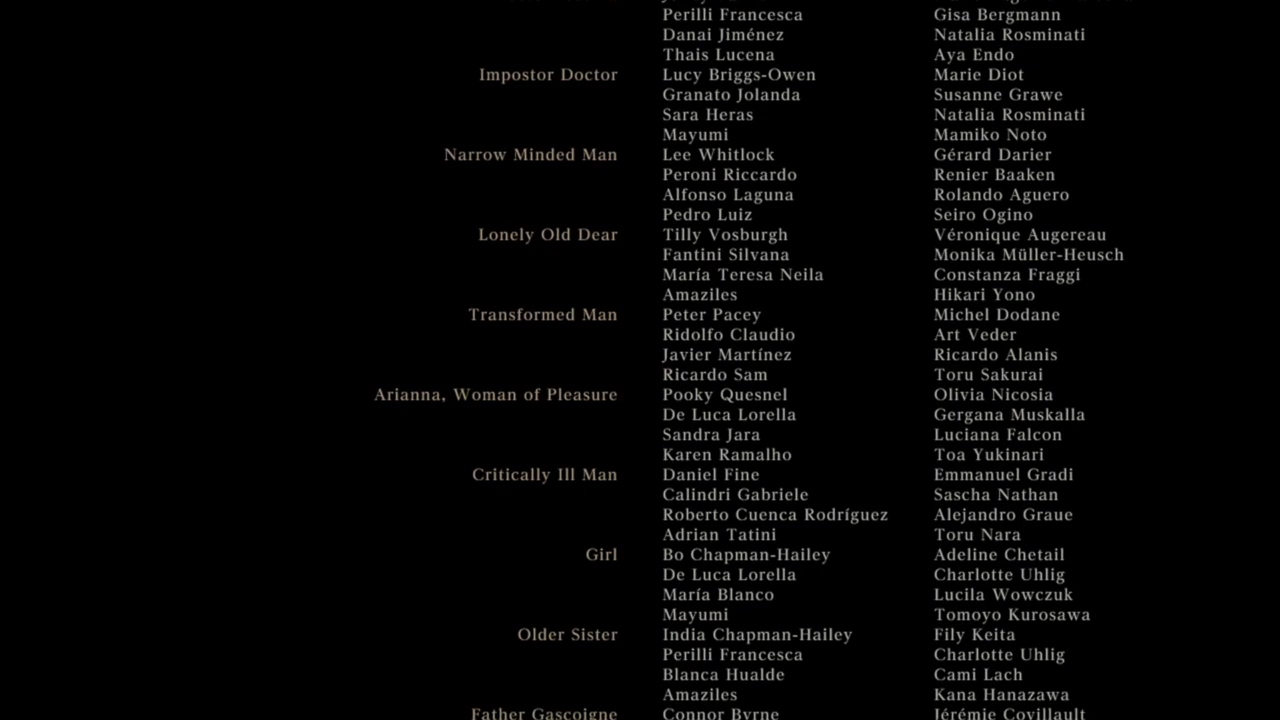 Perilli Francesca Gisa Bergmann
Danai Jiménez Natalia Rosminati
Thais Lucena Aya Endo
Impostor Doctor Lucy Briggs-Owen Marie Diot
Granato Jolanda Susanne Grawe
Sara Heras Natalia Rosminati
Mayumi Mamiko Noto
Narrow Minded Man Lee Whitlock Gérard Darier
Peroni Riccardo Renier Baaken
Alfonso Laguna Rolando Aguero
Pedro Luiz Seiro Ogino
Lonely Old Dear Tilly Vosburgh Véronique Augereau
Fantini Silvana Monika Müller-Heusch
María Teresa Neila Constanza Fraggi
Amaziles Hikari Yono
Transformed Man Peter Pacey Michel Dodane
Ridolfo Claudio Art Veder
Javier Martínez Ricardo Alanis
Ricardo Sam Toru Sakurai
Arianna, Woman of Pleasure Pooky Quesnel Olivia Nicosia
De Luca Lorella Gergana Muskalla
Sandra Jara Luciana Falcon
Karen Ramalho Toa Yukinari
Critically Ill Man Daniel Fine Emmanuel Gradi
Calindri Gabriele Sascha Nathan
Roberto Cuenca Rodríguez Alejandro Graue
Adrian Tatini Toru Nara
Girl Bo Chapman-Hailey Adeline Chetail
De Luca Lorella Charlotte Uhlig
María Blanco Lucila Wowczuk
Mayumi Tomoyo Kurosawa
Older Sister India Chapman-Hailey Fily Keita
Perilli Francesca Charlotte Uhlig
Blanca Hualde Cami Lach
Amaziles Kana Hanazawa
Father Gascoigne Connor Byrne Jérémie Covillault